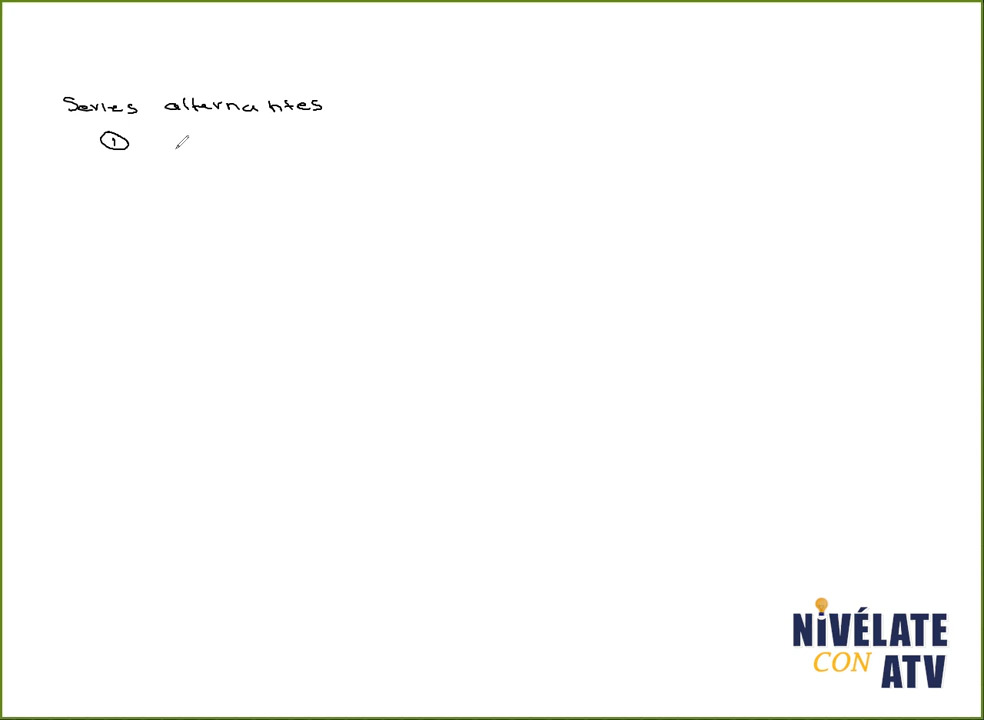 Series alternantes
①
NIVÉLATE
CON
ATV